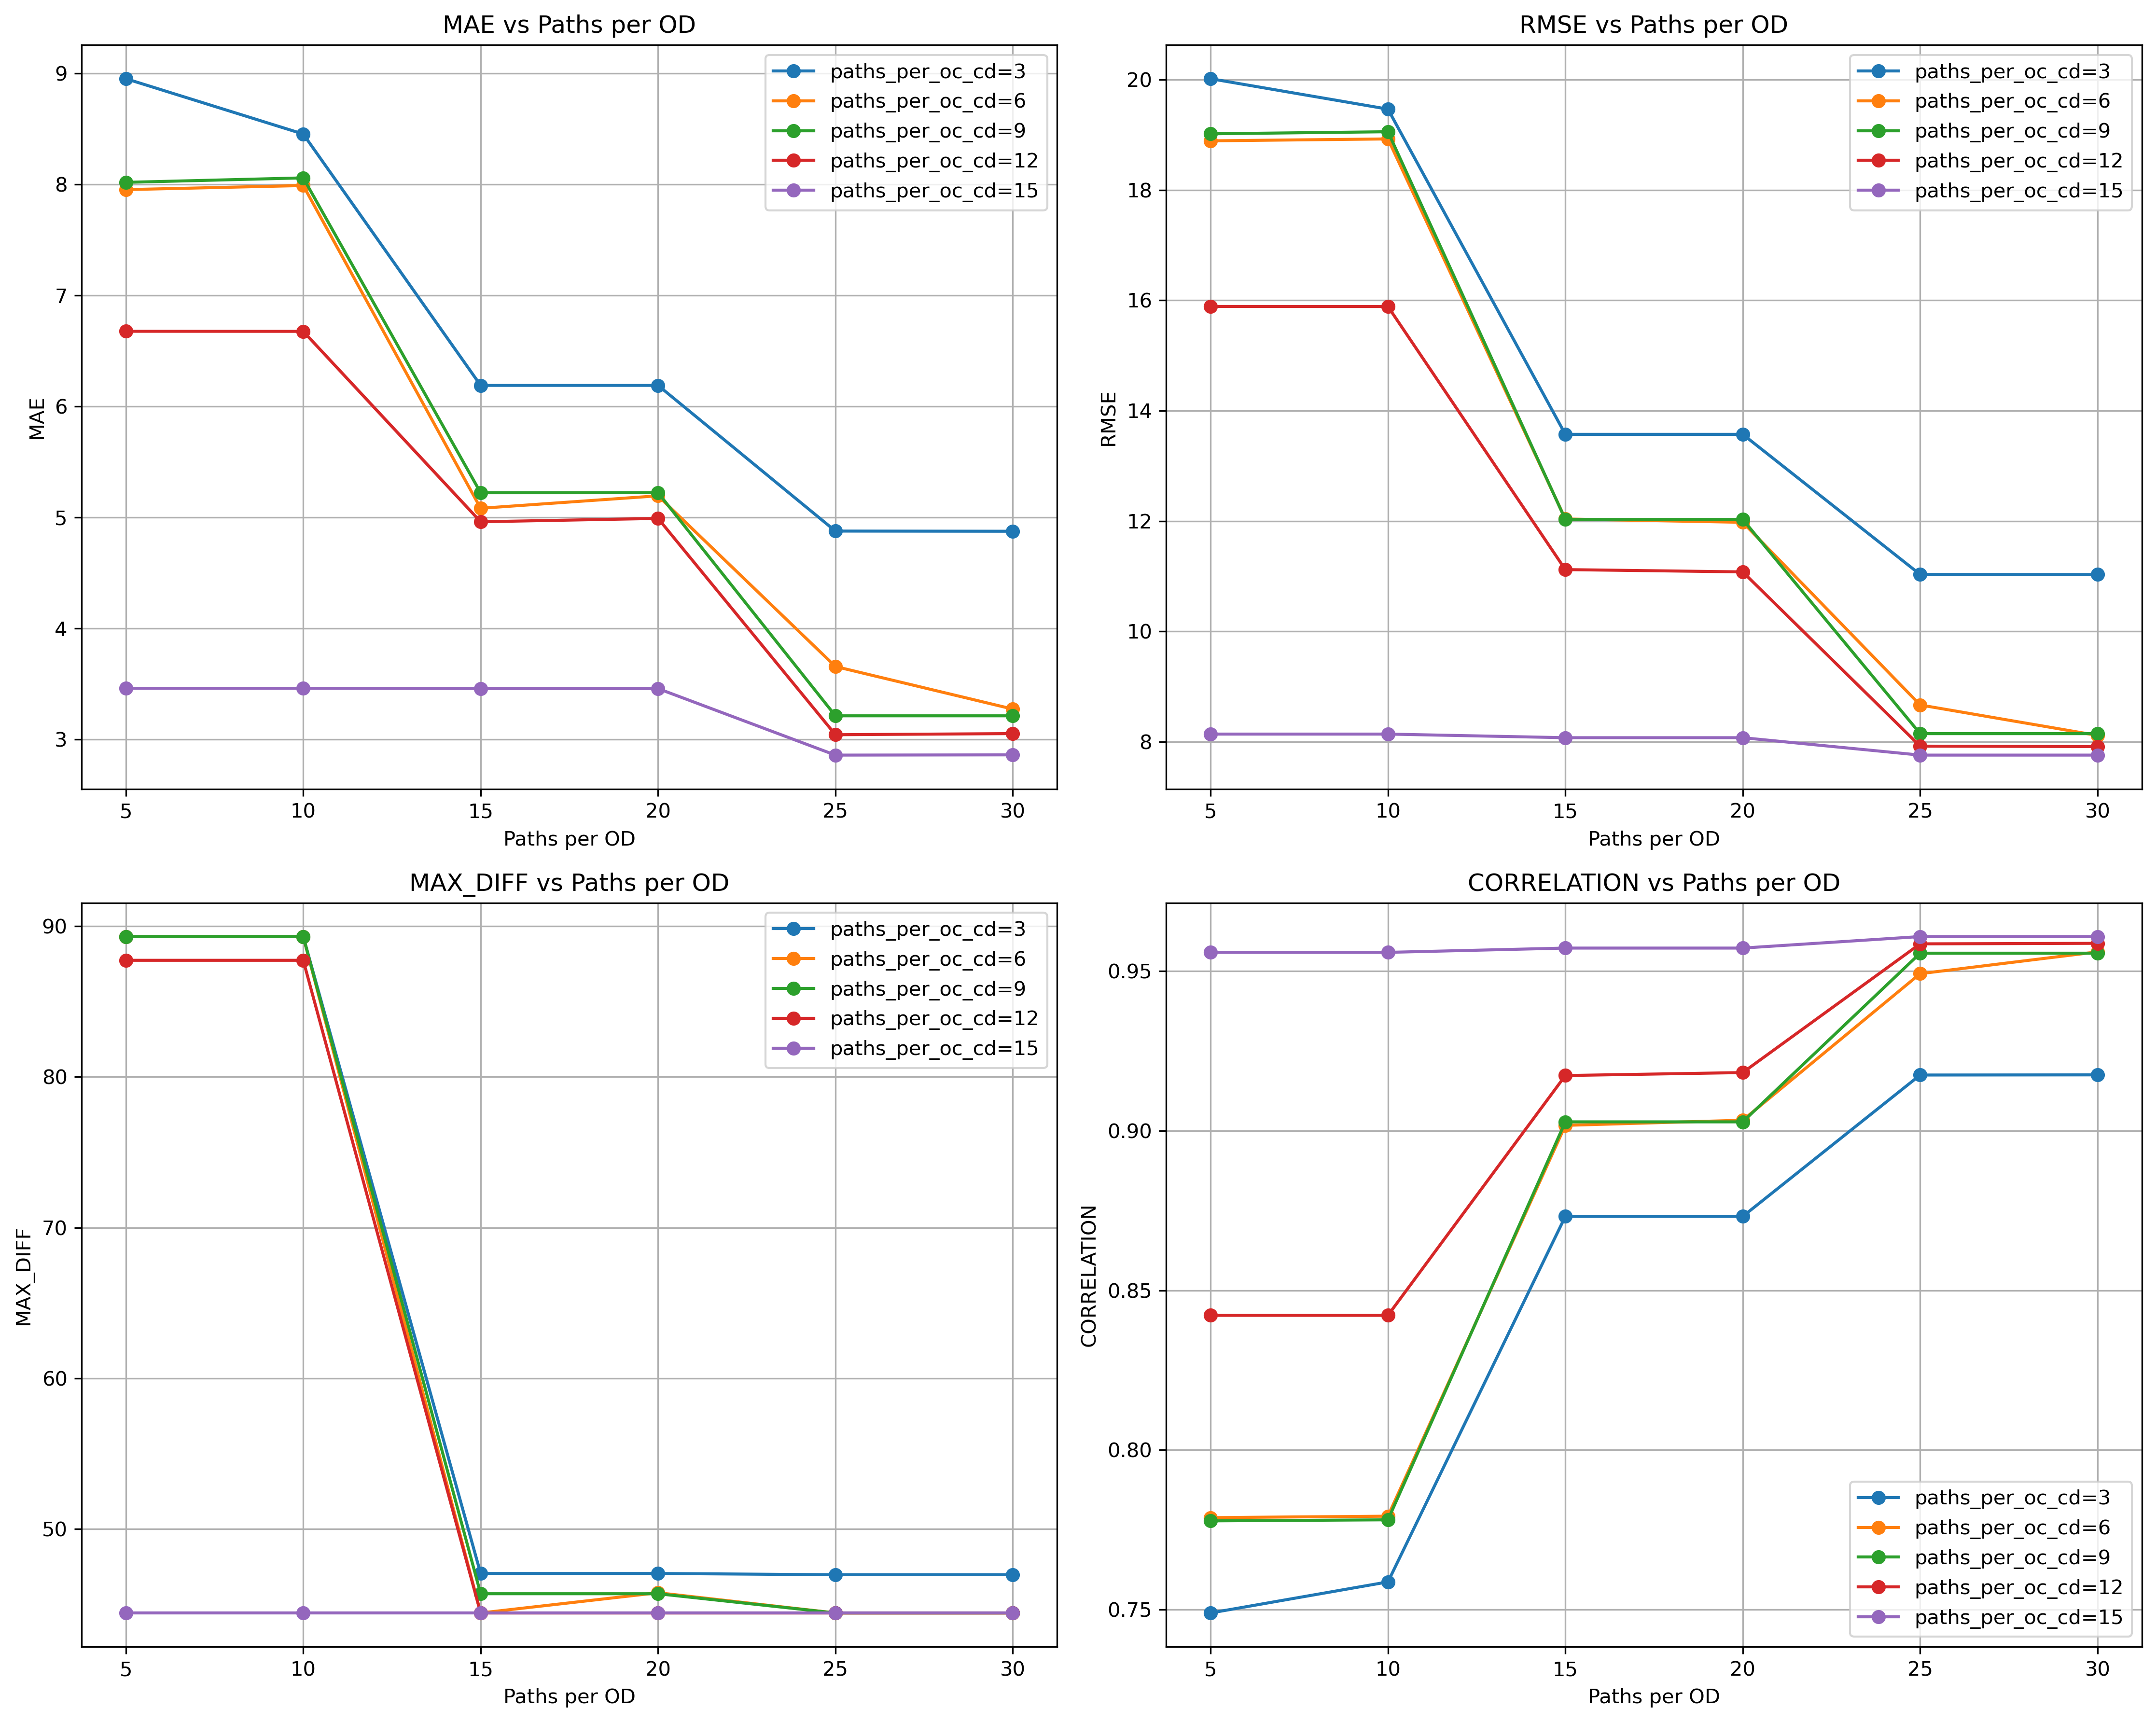 MAE vs Paths per OD
9
8
7
6
5
4
3
MAE
5 10 15 20 25 30
Paths per OD
paths_per_oc_cd=3
paths_per_oc_cd=6
paths_per_oc_cd=9
paths_per_oc_cd=12
paths_per_oc_cd=15
RMSE vs Paths per OD
20
18
16
14
12
10
8
RMSE
5 10 15 20 25 30
Paths per OD
paths_per_oc_cd=3
paths_per_oc_cd=6
paths_per_oc_cd=9
paths_per_oc_cd=12
paths_per_oc_cd=15
MAX_DIFF vs Paths per OD
90
80
70
60
50
MAX_DIFF
5 10 15 20 25 30
Paths per OD
paths_per_oc_cd=3
paths_per_oc_cd=6
paths_per_oc_cd=9
paths_per_oc_cd=12
paths_per_oc_cd=15
CORRELATION vs Paths per OD
0.95
0.90
0.85
0.80
0.75
CORRELATION
5 10 15 20 25 30
Paths per OD
paths_per_oc_cd=3
paths_per_oc_cd=6
paths_per_oc_cd=9
paths_per_oc_cd=12
paths_per_oc_cd=15